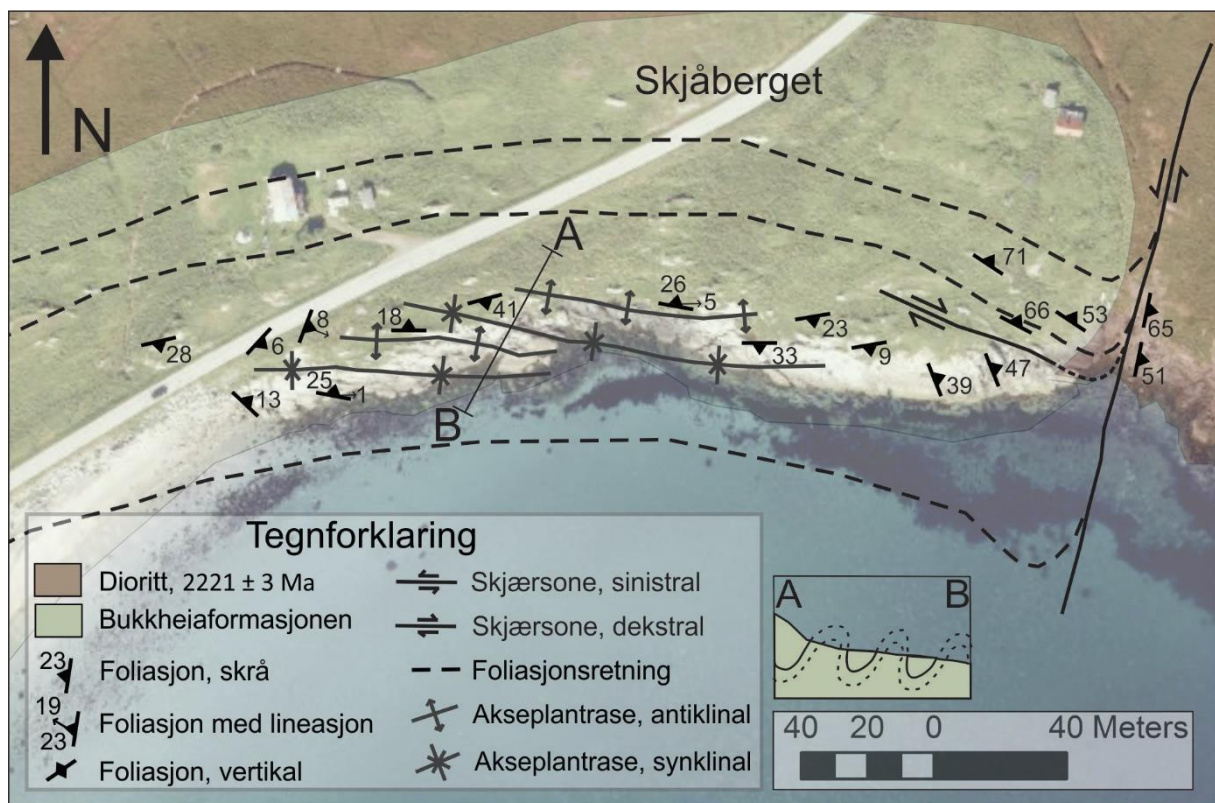 N
Skjåberget
A
71
26
5
41
18
8
6
28
23
66
53
65
33
9
51
47
39
25
1
13
B
Tegnforklaring
Dioritt, 2221 ± 3 Ma
Bukkheiaformasjonen
23
Foliasjon, skrå
19
23
Foliasjon med lineasjon
Foliasjon, vertikal
Skjærsone, sinistral
Skjærsone, dekstral
Foliasjonsretning
Akseplantrase, antiklinal
Akseplantrase, synklinal
A B
40 20 0 40 Meters